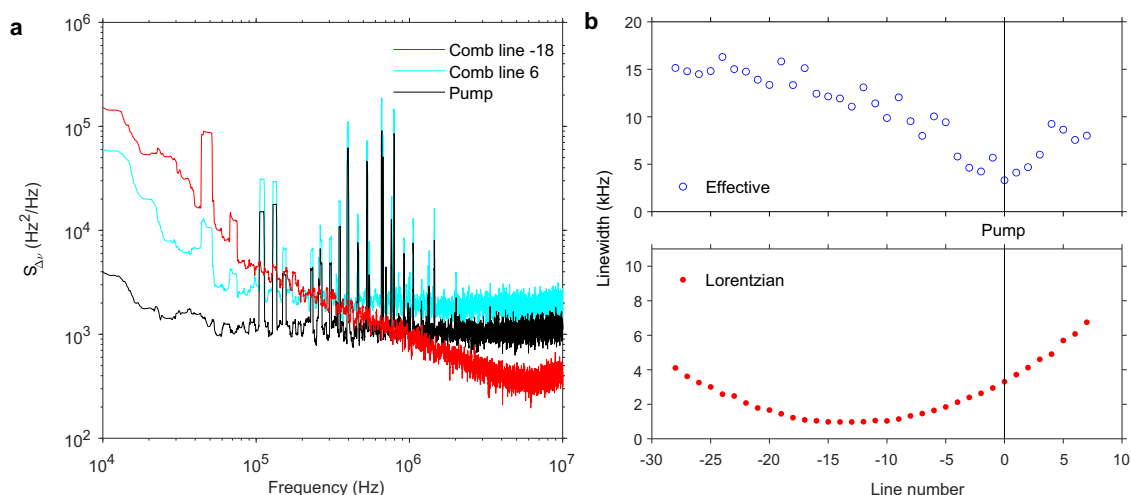 a
10^6
10^5
10^4
10^3
10^2
S_Δν (Hz^2/Hz)
Comb line -18
Comb line 6
Pump
10^4
10^5
10^6
10^7
Frequency (Hz)
b
20
15
10
5
0
Effective
Pump
Linewidth (kHz)
10
8
6
4
2
0
Lorentzian
-30
-25
-20
-15
-10
-5
0
5
10
Line number